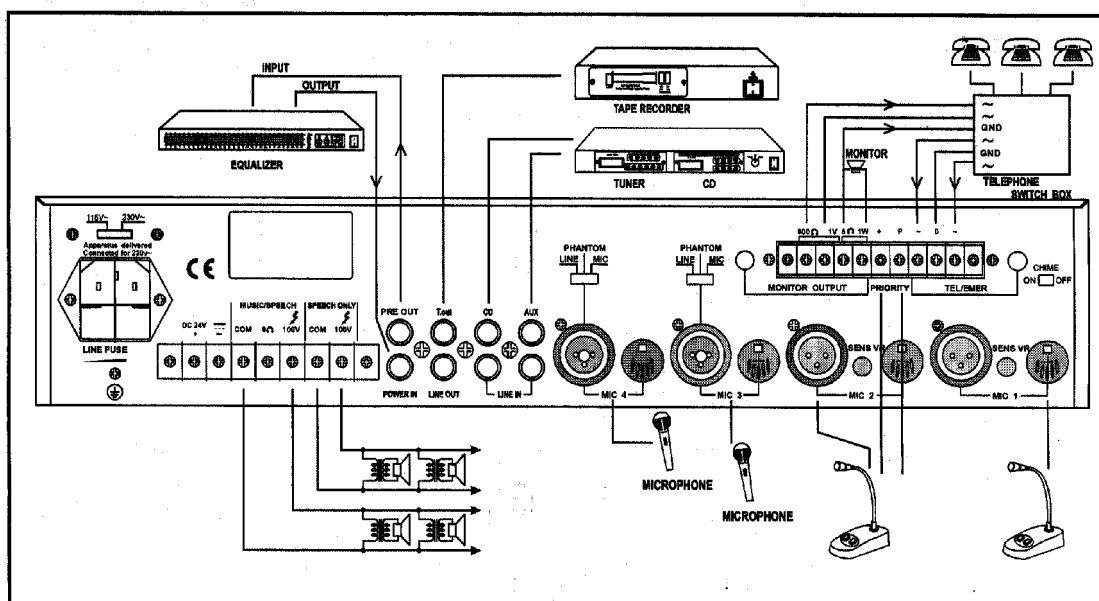 INPUT
OUTPUT
EQUALIZER
TAPE RECORDER
TUNER CD
MONITOR
~
~
GND
~
GND
~
TELEPHONE
SWITCH BOX
115V~ 230V~
Apparatus delivered
Connected for 230v~
LINE FUSE
CE
DC 24V
+
MUSIC/SPEECH SPEECH ONLY
COM 8Ω 100V COM 100V
PRE OUT T.out CD AUX
POWER IN LINE OUT LINE IN
PHANTOM
LINE MIC
PHANTOM
LINE MIC
600Ω 1V 8Ω 1W + P ~ ~
MONITOR OUTPUT PRIORITY TEL/EMER
CHIME
ON OFF
SENS VR SENS VR
MIC 4 MIC 3 MIC 2 MIC 1
MICROPHONE
MICROPHONE